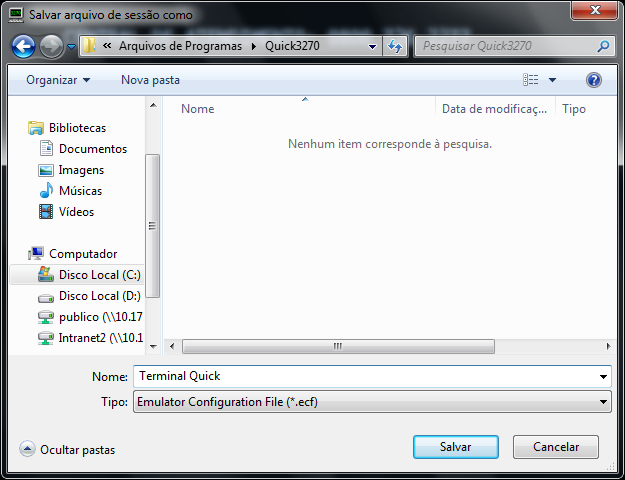 Salvar arquivo de sessão como
« Arquivos de Programas Quick3270
Pesquisar Quick3270
Organizar Nova pasta
Nome Data de modificaç... Tipo
Nenhum item corresponde à pesquisa.
Bibliotecas
Documentos
Imagens
Músicas
Vídeos
Computador
Disco Local (C:)
Disco Local (D:)
publico (\\10.17
Intranet2 (\\10.1
Nome: Terminal Quick
Tipo: Emulator Configuration File (*.ecf)
Ocultar pastas
Salvar
Cancelar